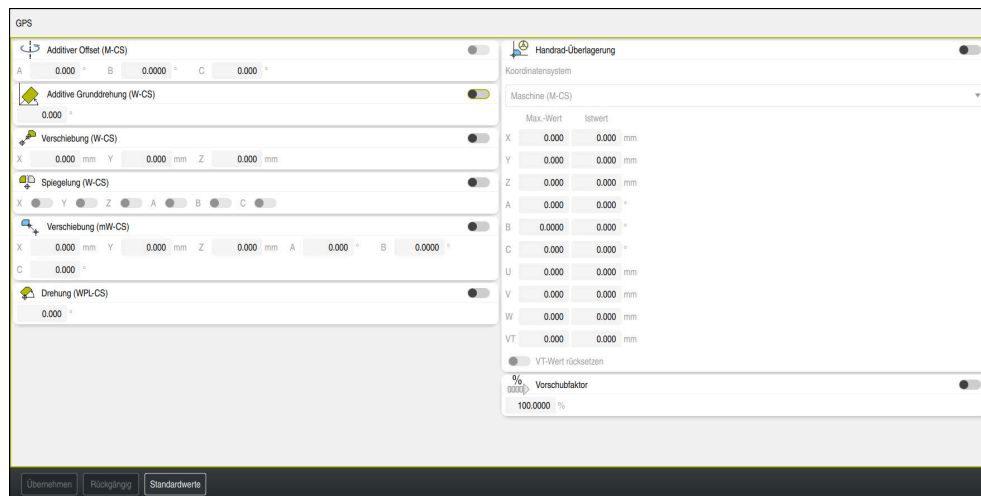 GPS
Additiver Offset (M-CS)
A 0.000 ° B 0.0000 ° C 0.000 °
Additive Grunddrehung (W-CS)
0.000 °
Verschiebung (W-CS)
X 0.000 mm Y 0.000 mm Z 0.000 mm
Spiegelung (W-CS)
X Y Z A B C
Verschiebung (mW-CS)
X 0.000 mm Y 0.000 mm Z 0.000 mm A 0.000 ° B 0.0000 °
C 0.000 °
Drehung (WPL-CS)
0.000 °
Handrad-Überlagerung
Koordinatensystem
Maschine (M-CS)
Max.-Wert Istwert
X 0.000 0.000 mm
Y 0.000 0.000 mm
Z 0.000 0.000 mm
A 0.000 0.000 °
B 0.0000 0.000 °
C 0.000 0.000 °
U 0.000 0.000 mm
V 0.000 0.000 mm
W 0.000 0.000 mm
VT 0.000 0.000 mm
VT-Wert rücksetzen
% Vorschubfaktor
100.0000 %
Übernehmen Rückgängig Standardwerte